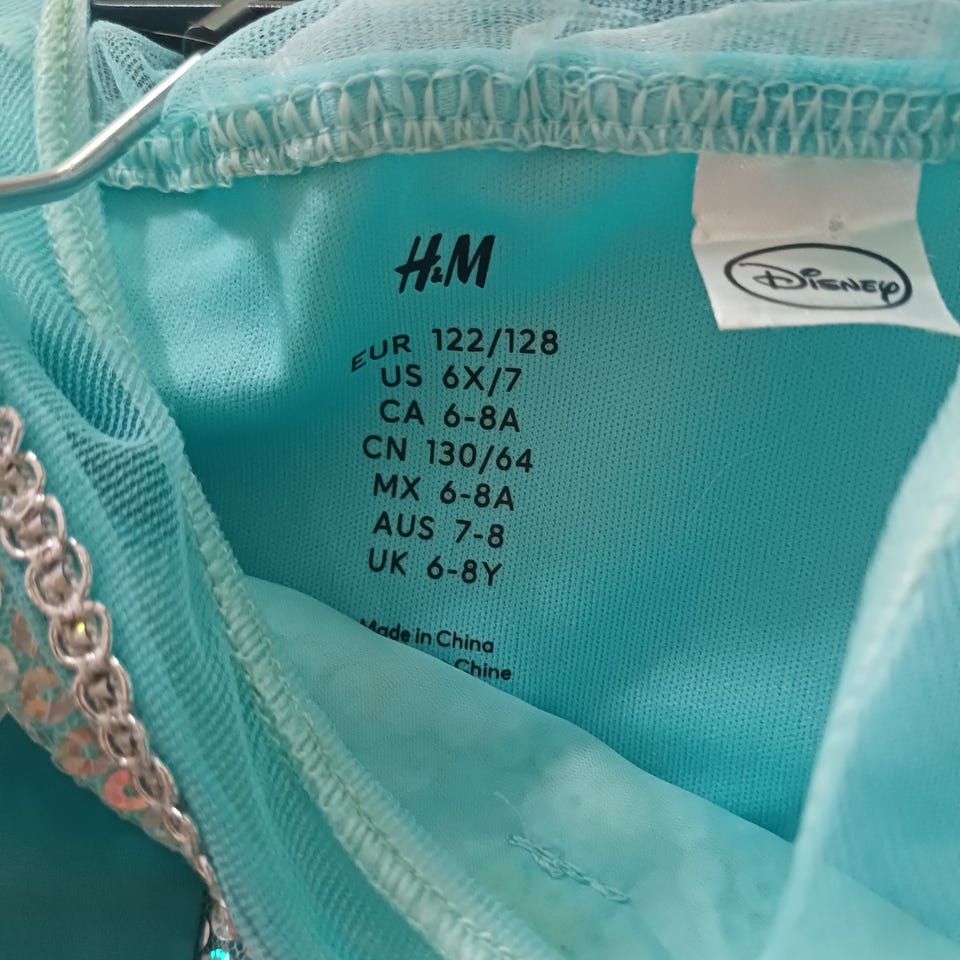 H&M
Disney
EUR 122/128
US 6X/7
CA 6-8A
CN 130/64
MX 6-8A
AUS 7-8
UK 6-8Y
Made in China
Chine